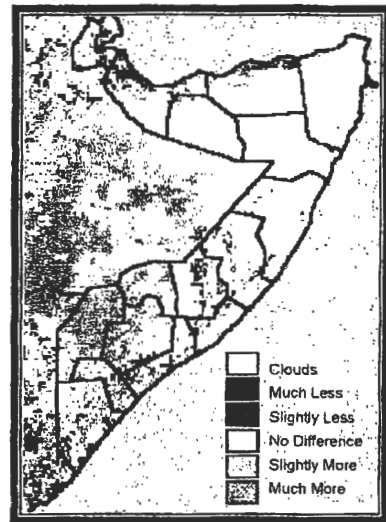 Clouds
Much Less
Slightly Less
No Difference
Slightly More
Much More